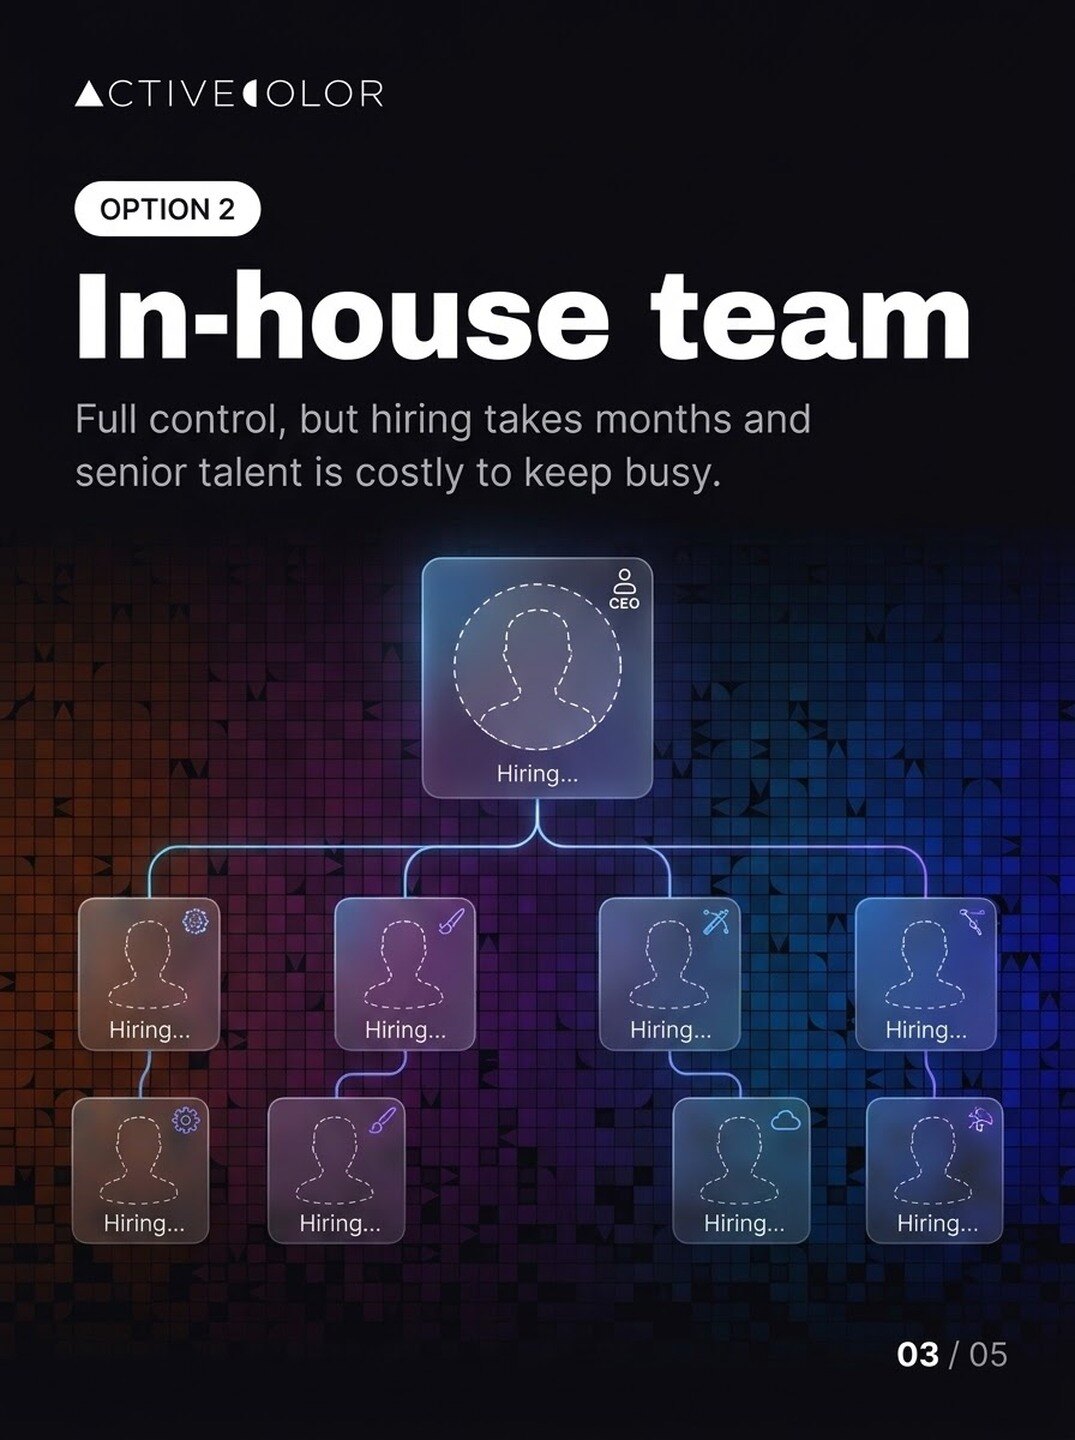 ACTIVECOLOR
OPTION 2
In-house team
Full control, but hiring takes months and
senior talent is costly to keep busy.
CEO
Hiring...
Hiring...
Hiring...
Hiring...
Hiring...
Hiring...
Hiring...
Hiring...
Hiring...
03 / 05